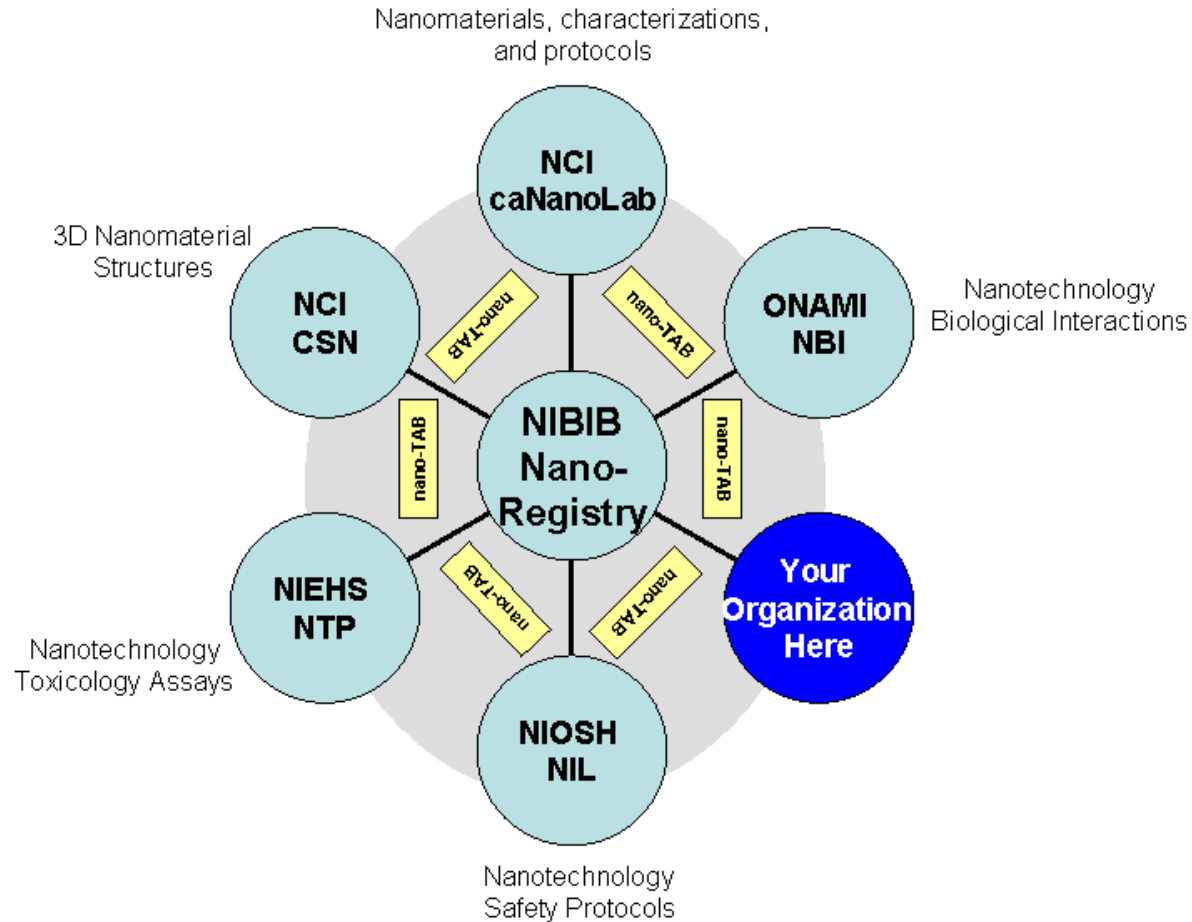 Nanomaterials, characterizations,
and protocols
NCI
caNanoLab
3D Nanomaterial
Structures
NCI
CSN
nano-TAB
nano-TAB
ONAMI
NBI
Nanotechnology
Biological Interactions
nano-TAB
NIBIB
Nano-
Registry
nano-TAB
NIEHS
NTP
Nanotechnology
Toxicology Assays
nano-TAB
nano-TAB
Your
Organization
Here
NIOSH
NIL
Nanotechnology
Safety Protocols